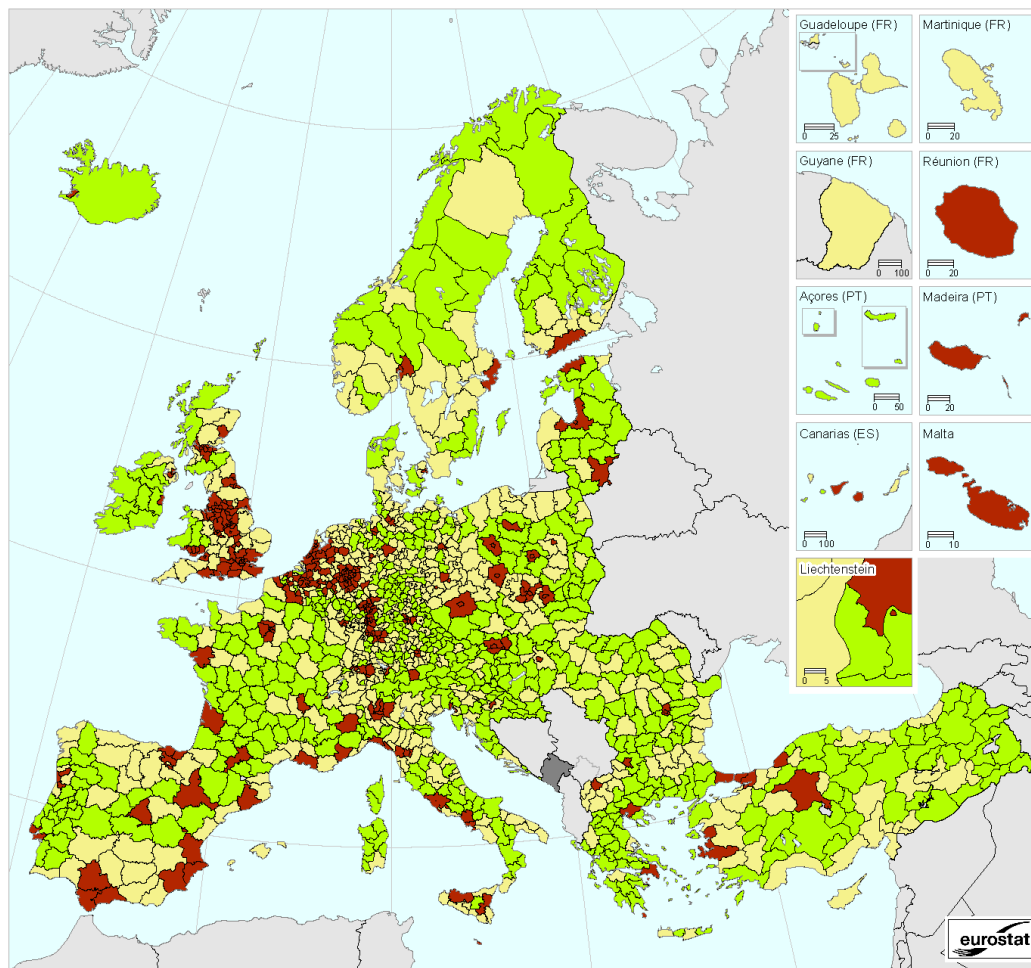 Guadeloupe (FR)
0 25
Martinique (FR)
0 20
Guyane (FR)
0 100
Réunion (FR)
0 20
Açores (PT)
0 50
Madeira (PT)
0 20
Canarias (ES)
0 100
Malta
0 10
Liechtenstein
0 5
eurostat